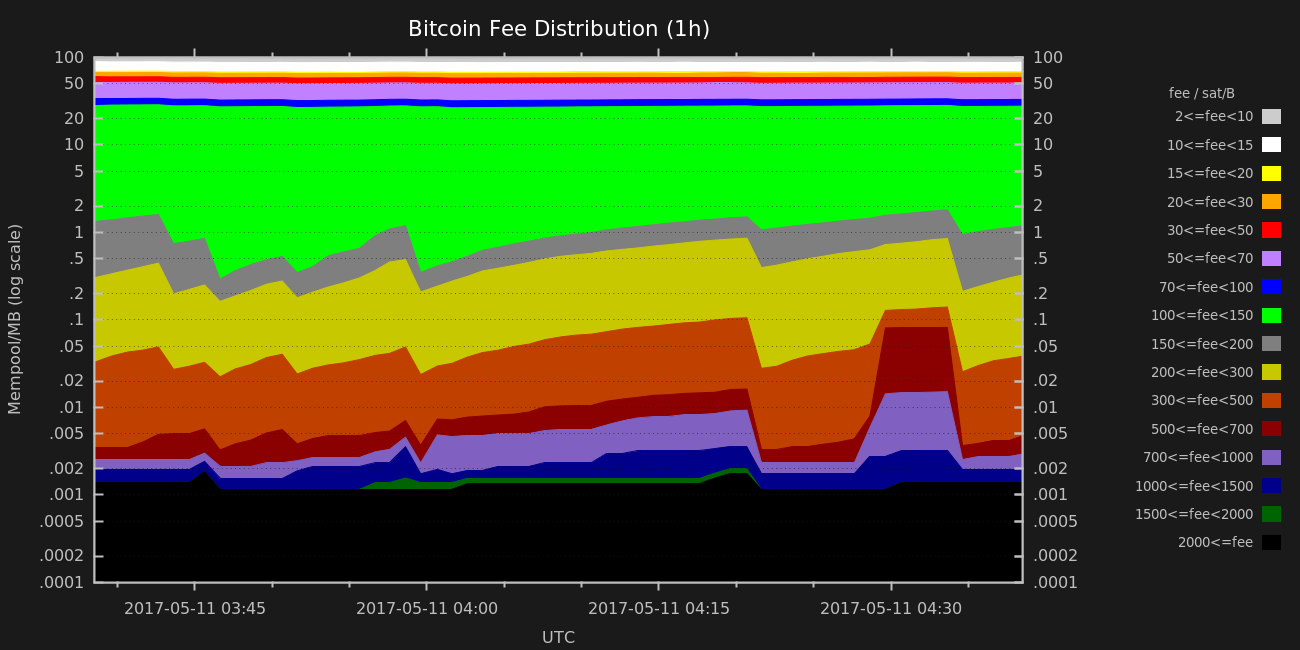 Bitcoin Fee Distribution (1h)
Mempool/MB (log scale)
100
50
20
10
5
2
1
.5
.2
.1
.05
.02
.01
.005
.002
.001
.0005
.0002
.0001
100
50
20
10
5
2
1
.5
.2
.1
.05
.02
.01
.005
.002
.001
.0005
.0002
.0001
fee / sat/B
2<=fee<10
10<=fee<15
15<=fee<20
20<=fee<30
30<=fee<50
50<=fee<70
70<=fee<100
100<=fee<150
150<=fee<200
200<=fee<300
300<=fee<500
500<=fee<700
700<=fee<1000
1000<=fee<1500
1500<=fee<2000
2000<=fee
2017-05-11 03:45
2017-05-11 04:00
2017-05-11 04:15
2017-05-11 04:30
UTC